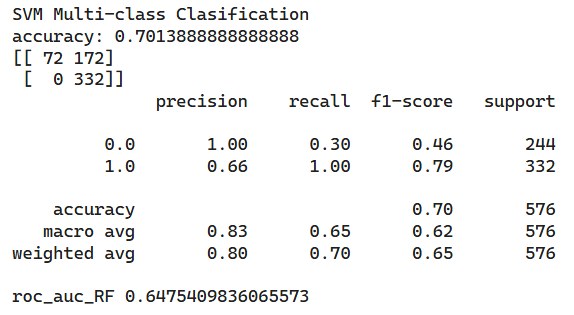 SVM Multi-class Clasification
accuracy: 0.7013888888888888
[[ 72 172]
 [  0 332]]
              precision    recall  f1-score   support

         0.0       1.00      0.30      0.46       244
         1.0       0.66      1.00      0.79       332

    accuracy                           0.70       576
   macro avg       0.83      0.65      0.62       576
weighted avg       0.80      0.70      0.65       576

roc_auc_RF 0.6475409836065573